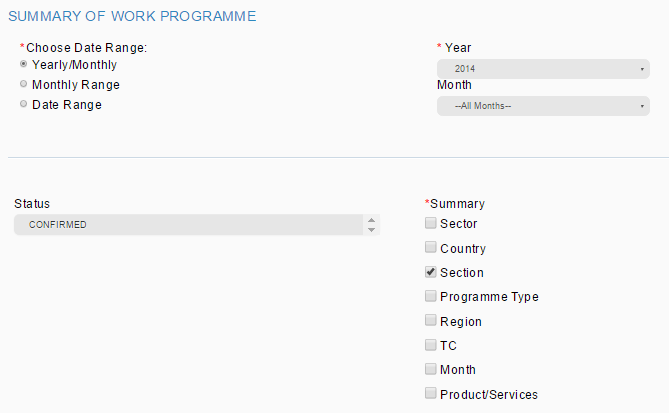 SUMMARY OF WORK PROGRAMME
*Choose Date Range:
Yearly/Monthly
Monthly Range
Date Range
* Year
2014
Month
--All Months--
Status
CONFIRMED
*Summary
Sector
Country
Section
Programme Type
Region
TC
Month
Product/Services